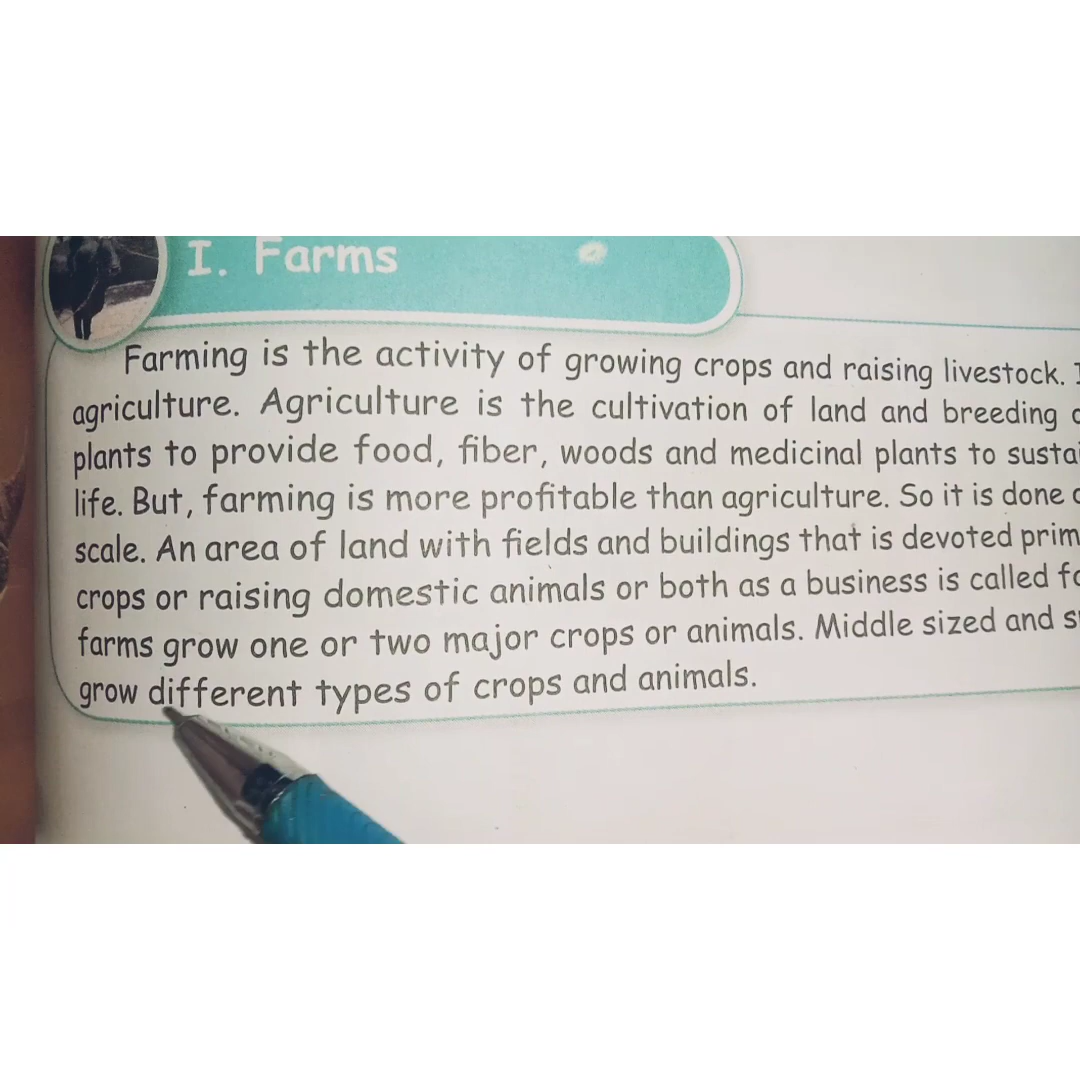 I. Farms
Farming is the activity of growing crops and raising livestock.
agriculture. Agriculture is the cultivation of land and breeding
plants to provide food, fiber, woods and medicinal plants to
life. But, farming is more profitable than agriculture. So it is done
scale. An area of land with fields and buildings that is devoted
crops or raising domestic animals or both as a business is called
farms grow one or two major crops or animals. Middle sized and
grow different types of crops and animals.